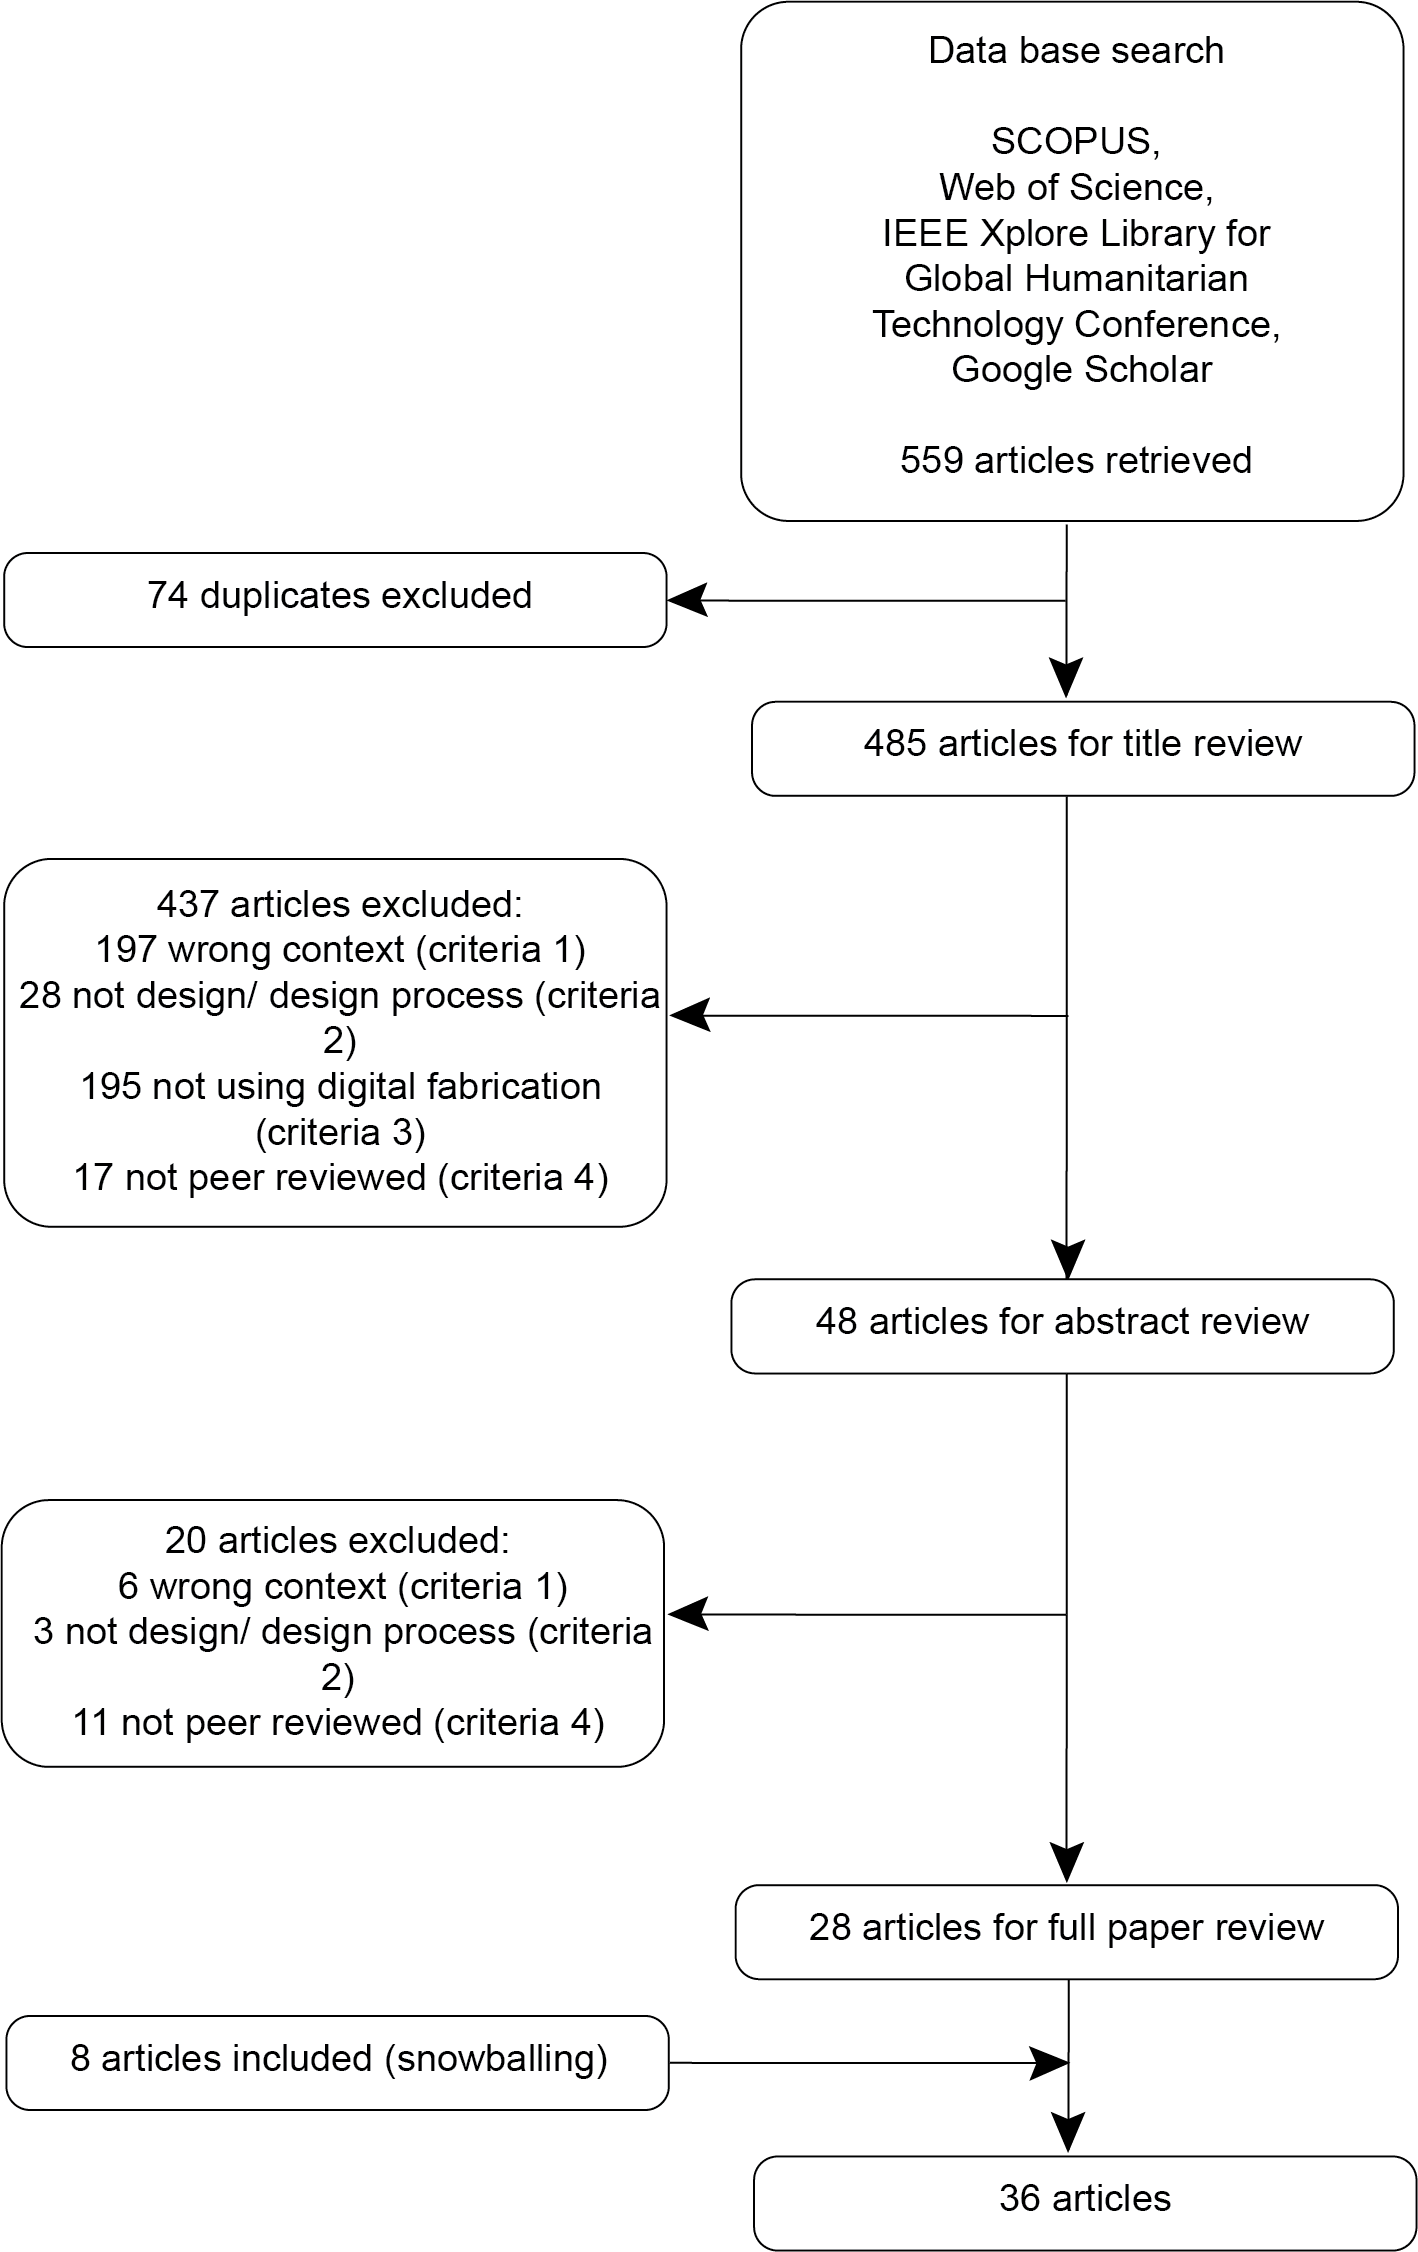 Data base search
SCOPUS,
Web of Science,
IEEE Xplore Library for
Global Humanitarian
Technology Conference,
Google Scholar
559 articles retrieved
74 duplicates excluded
485 articles for title review
437 articles excluded:
197 wrong context (criteria 1)
28 not design/ design process (criteria
2)
195 not using digital fabrication
(criteria 3)
17 not peer reviewed (criteria 4)
48 articles for abstract review
20 articles excluded:
6 wrong context (criteria 1)
3 not design/ design process (criteria
2)
11 not peer reviewed (criteria 4)
28 articles for full paper review
8 articles included (snowballing)
36 articles